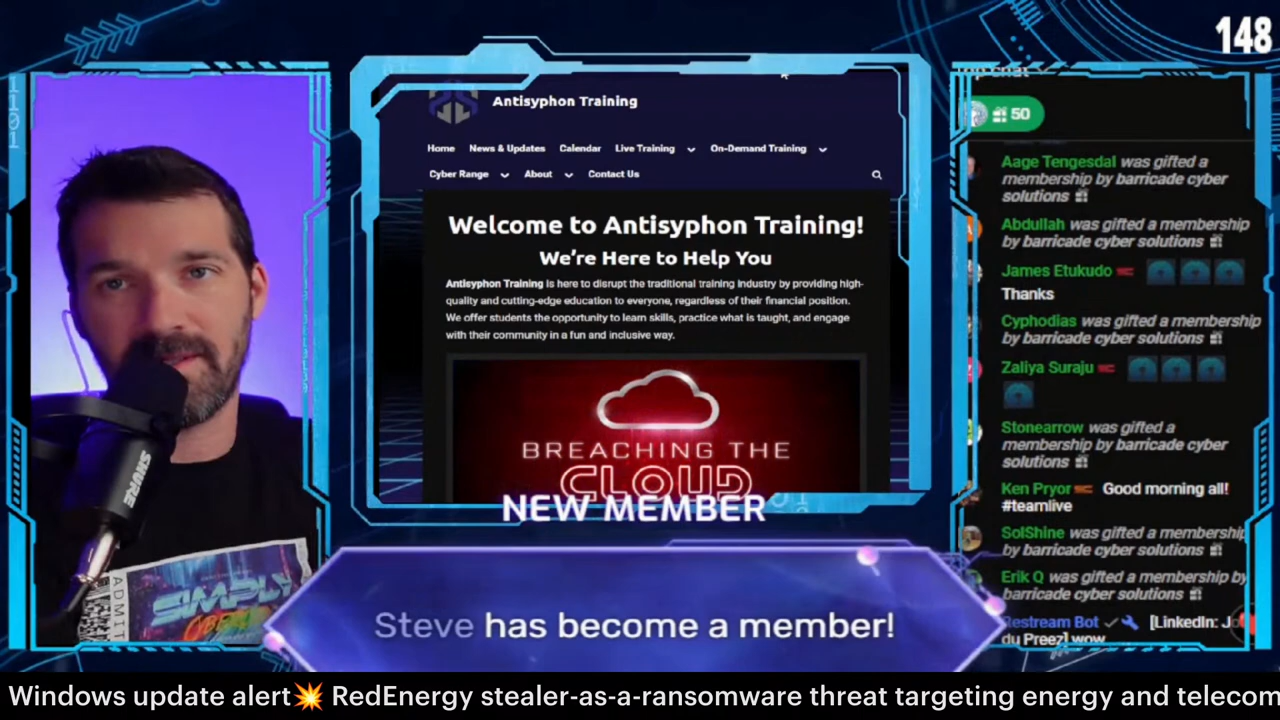 148
Antisyphon Training
Home News & Updates Calendar Live Training On-Demand Training
Cyber Range About Contact Us
Welcome to Antisyphon Training!
We're Here to Help You
Antisyphon Training is here to disrupt the traditional training industry by providing high-
quality and cutting-edge education to everyone, regardless of their financial position.
We offer students the opportunity to learn skills, practice what is taught, and engage
with their community in a fun and inclusive way.
BREACHING THE
CLOUD
NEW MEMBER
Steve has become a member!
SHURE
ADMIT
SIMPLY
CYBER
50
Aage Tengesdal was gifted a
membership by barricade cyber
solutions
Abdullah was gifted a membership
by barricade cyber solutions
James Etukudo
Thanks
Cyphodias was gifted a membership
by barricade cyber solutions
Zaliya Suraju
Stonearrow was gifted a
membership by barricade cyber
solutions
Ken Pryor Good morning all!
#teamlive
SolShine was gifted a membership
by barricade cyber solutions
Erik Q was gifted a membership by
barricade cyber solutions
Restream Bot [LinkedIn: Jo
du Preez] wow
Windows update alert💥 RedEnergy stealer-as-a-ransomware threat targeting energy and telecom